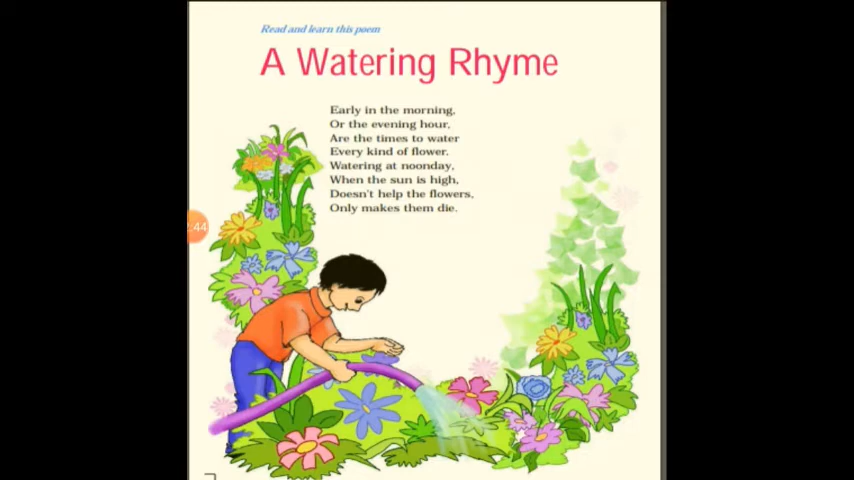 Read and learn this poem
A Watering Rhyme
Early in the morning,
Or the evening hour,
Are the times to water
Every kind of flower.
Watering at noonday,
When the sun is high,
Doesn't help the flowers,
Only makes them die.
:44